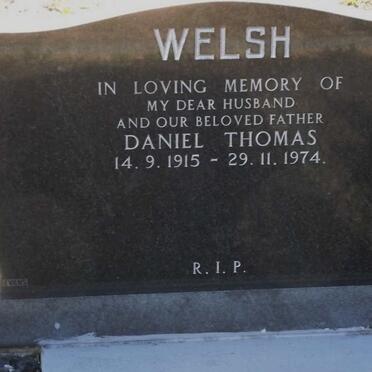 WELSH
IN LOVING MEMORY OF
MY DEAR HUSBAND
AND OUR BELOVED FATHER
DANIEL THOMAS
14. 9. 1915 - 29. 11. 1974.
R. I. P.